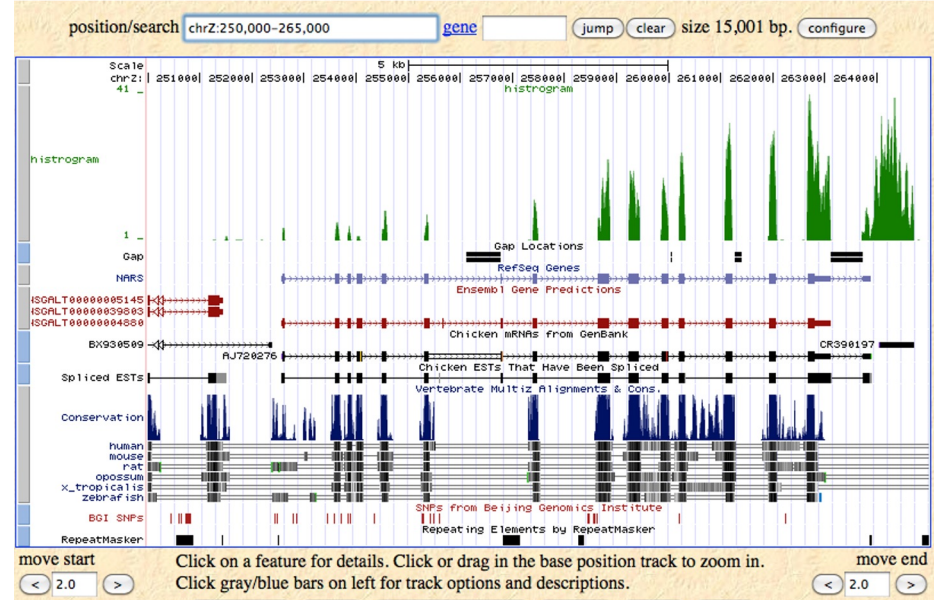 position/search chrZ:250,000-265,000 gene jump clear size 15,001 bp. configure
Scale 5 kb
chrZ: 251000 252000 253000 254000 255000 256000 257000 258000 259000 260000 261000 262000 263000 264000
41 histrogram
histrogram
1
Gap Locations
Gap
RefSeq Genes
NARS
Ensembl Gene Predictions
ISGALT00000005145
ISGALT00000039803
ISGALT00000004880
Chicken mRNAs from GenBank
BX930509 CR390197
AJ720276
Chicken ESTs That Have Been Spliced
Spliced ESTs
Vertebrate Multiz Alignments & Cons.
Conservation
human
mouse
rat
opossum
x_tropicalis
zebrafish
SNPs from Beijing Genomics Institute
BGI SNPs
Repeating Elements by RepeatMasker
RepeatMasker
move start Click on a feature for details. Click or drag in the base position track to zoom in. move end
< 2.0 > Click gray/blue bars on left for track options and descriptions. < 2.0 >